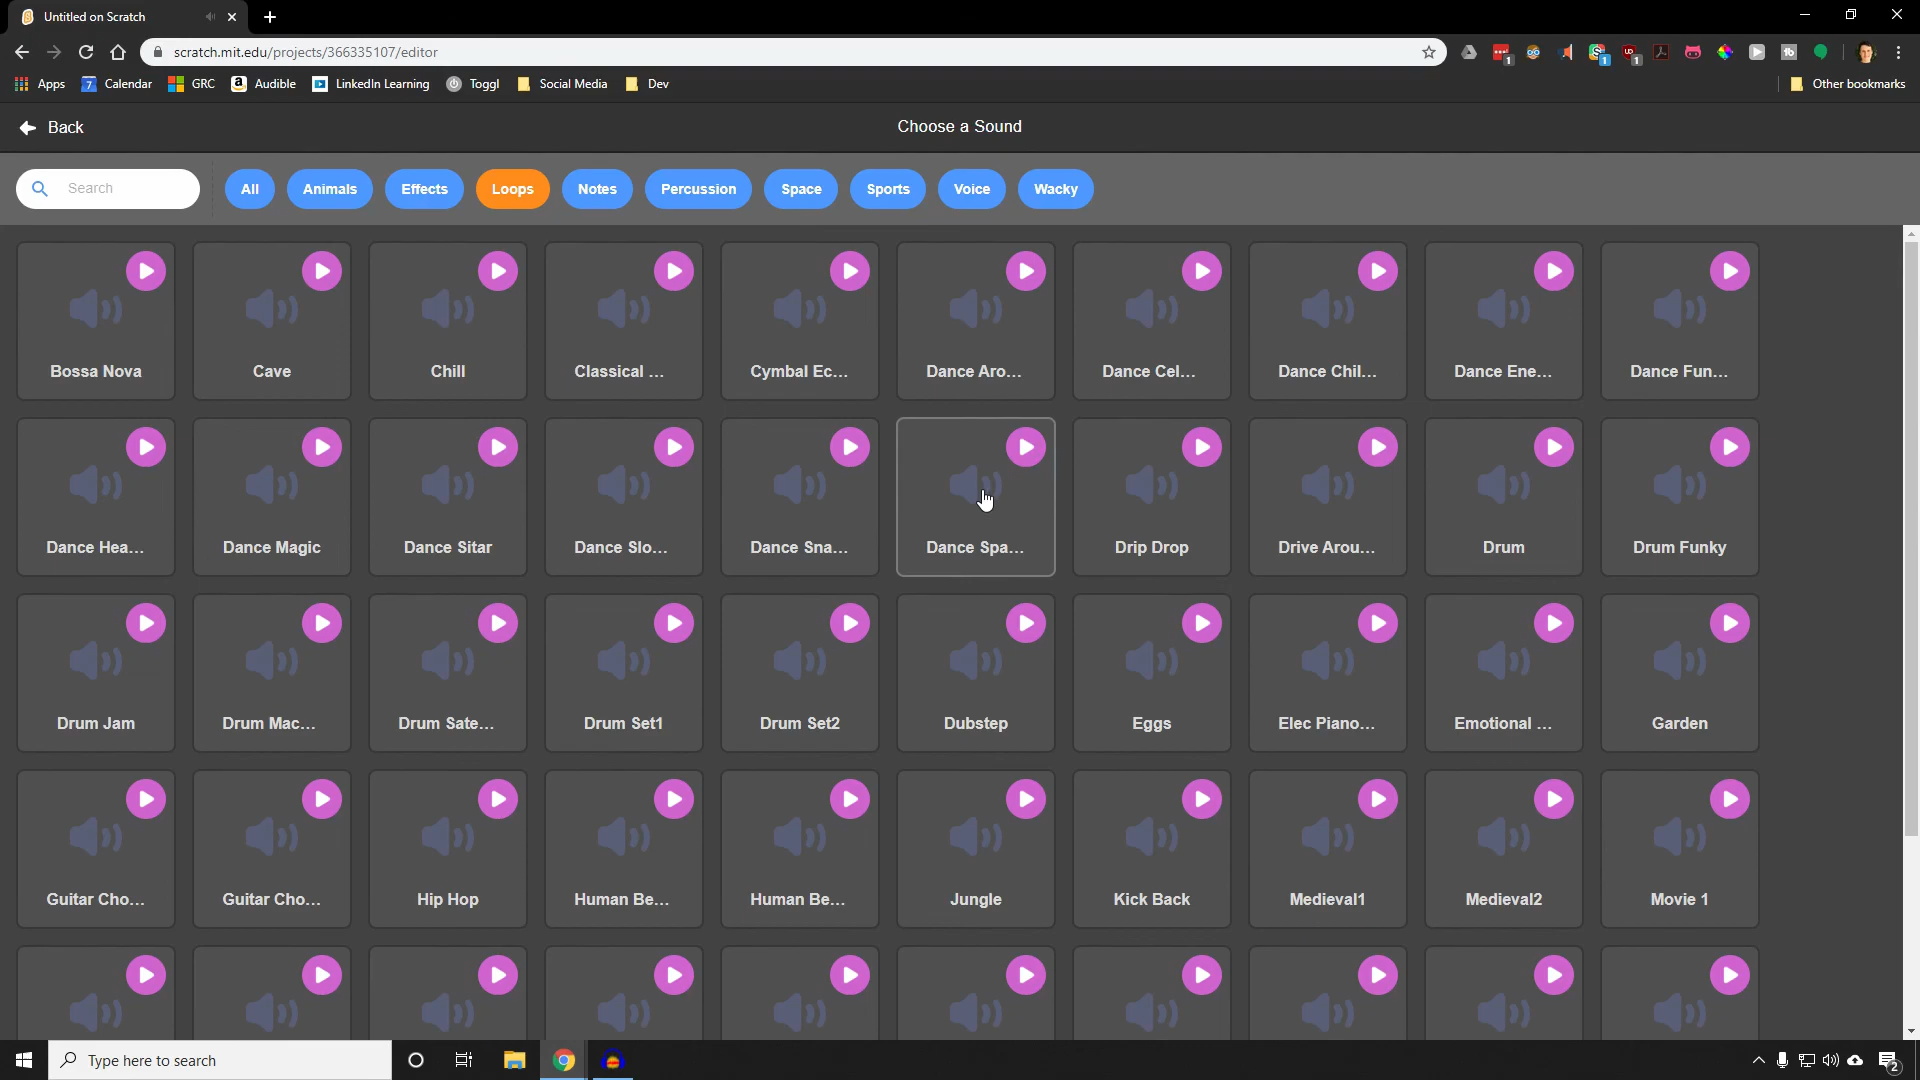 Untitled on Scratch
scratch.mit.edu/projects/366335107/editor
Apps 7 Calendar GRC Audible LinkedIn Learning Toggl Social Media Dev Other bookmarks
Back
Choose a Sound
Search All Animals Effects Loops Notes Percussion Space Sports Voice Wacky
Bossa Nova Cave Chill Classical ... Cymbal Ec... Dance Aro... Dance Cel... Dance Chil... Dance Ene... Dance Fun...
Dance Hea... Dance Magic Dance Sitar Dance Slo... Dance Sna... Dance Spa... Drip Drop Drive Arou... Drum Drum Funky
Drum Jam Drum Mac... Drum Sate... Drum Set1 Drum Set2 Dubstep Eggs Elec Piano... Emotional ... Garden
Guitar Cho... Guitar Cho... Hip Hop Human Be... Human Be... Jungle Kick Back Medieval1 Medieval2 Movie 1
Type here to search 2